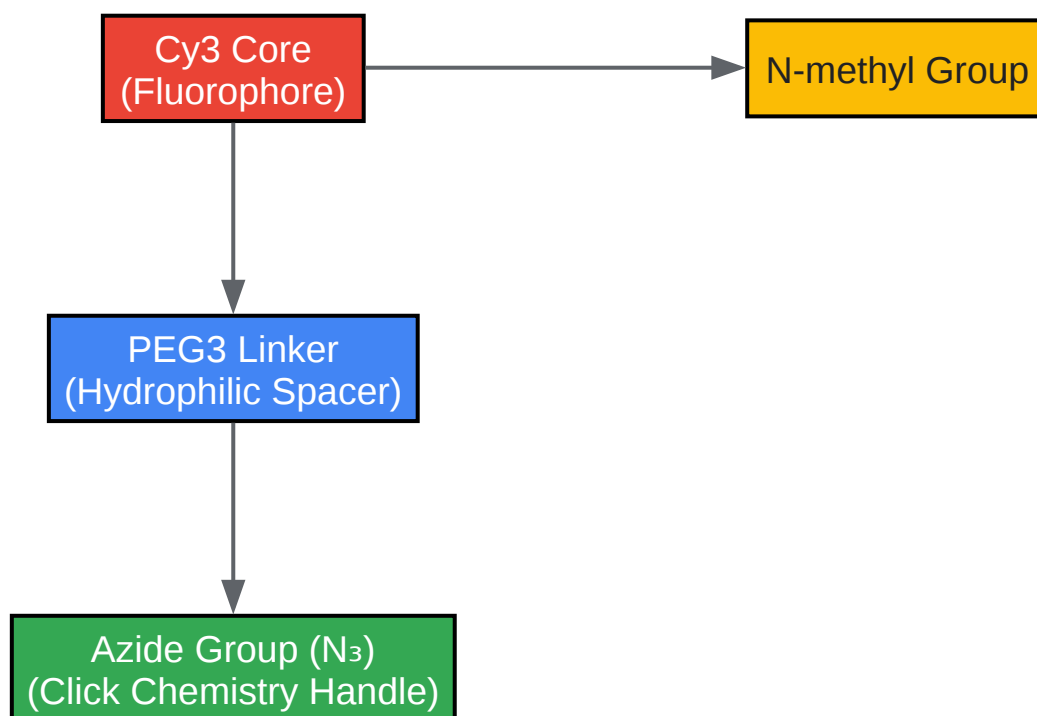 Cy3 Core
(Fluorophore)
N-methyl Group
PEG3 Linker
(Hydrophilic Spacer)
Azide Group (N₃)
(Click Chemistry Handle)